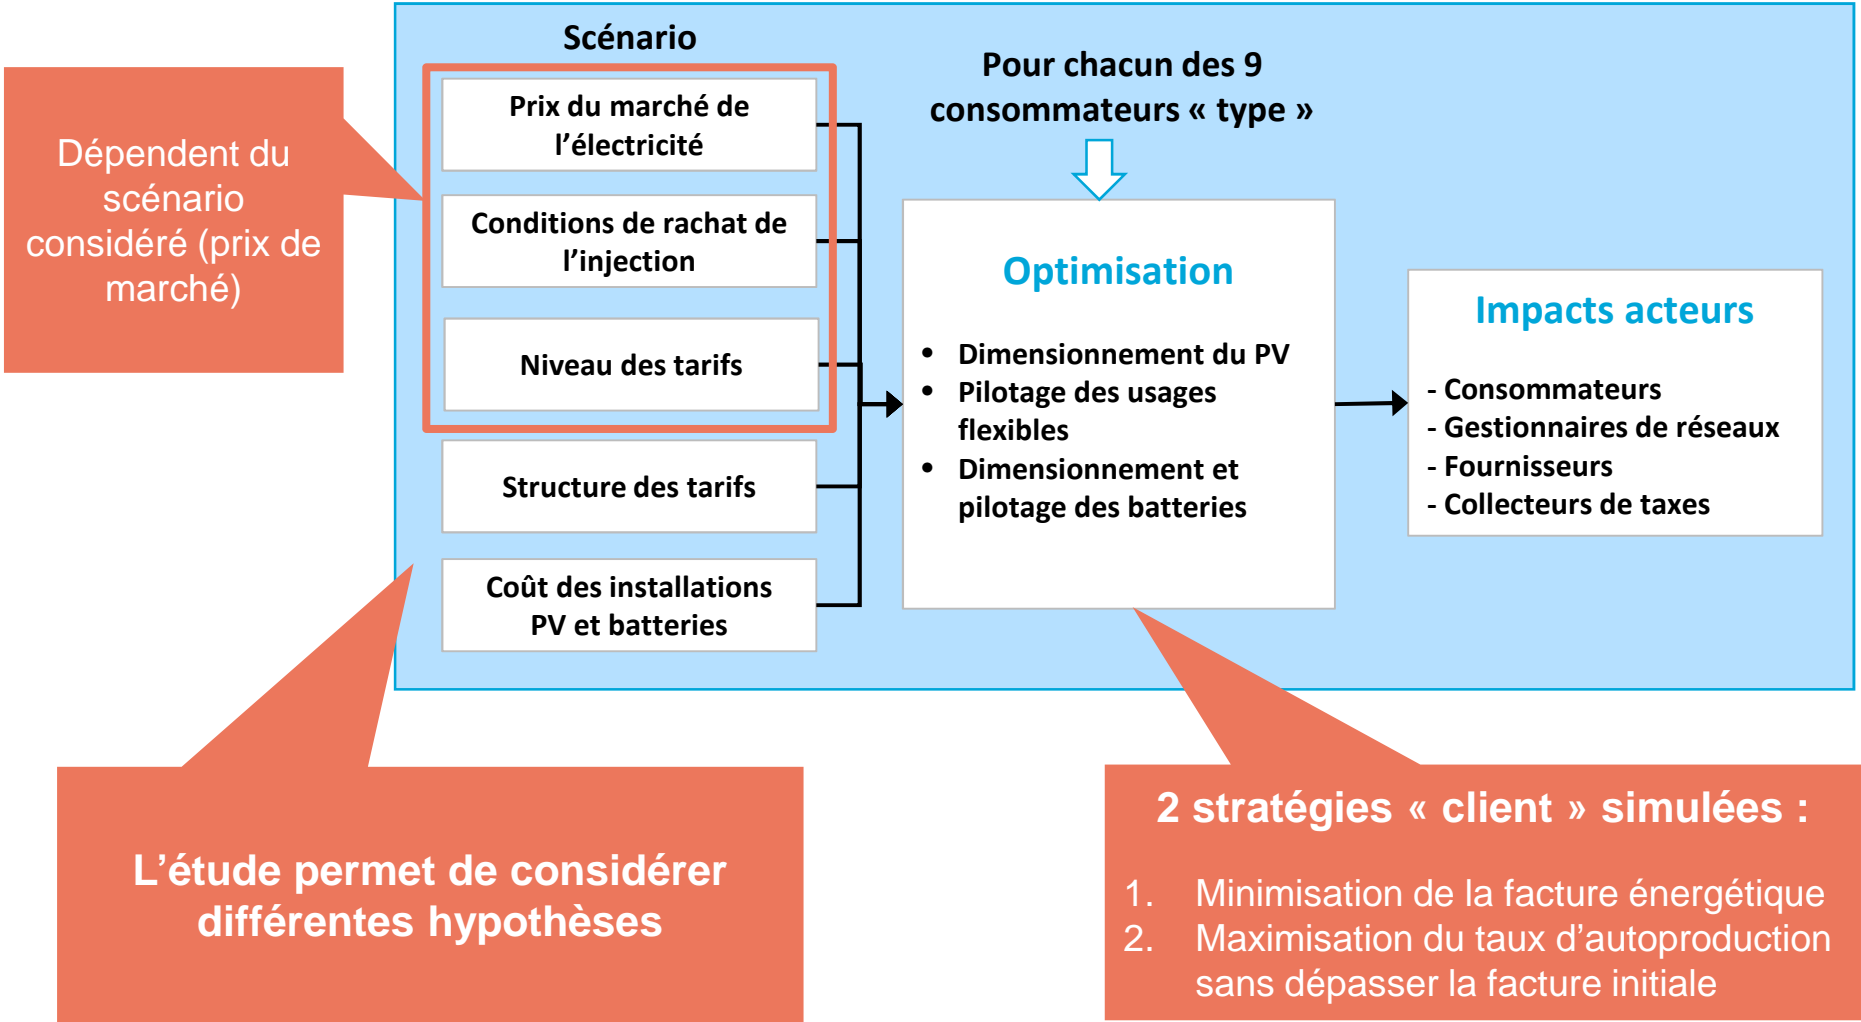 Scénario
Pour chacun des 9
consommateurs « type »
Dépendent du
scénario
considéré (prix de
marché)
Prix du marché de
l’électricité
Conditions de rachat de
l’injection
Niveau des tarifs
Structure des tarifs
Coût des installations
PV et batteries
Optimisation
• Dimensionnement du PV
• Pilotage des usages
flexibles
• Dimensionnement et
pilotage des batteries
Impacts acteurs
- Consommateurs
- Gestionnaires de réseaux
- Fournisseurs
- Collecteurs de taxes
L’étude permet de considérer
différentes hypothèses
2 stratégies « client » simulées :
1. Minimisation de la facture énergétique
2. Maximisation du taux d’autoproduction
sans dépasser la facture initiale